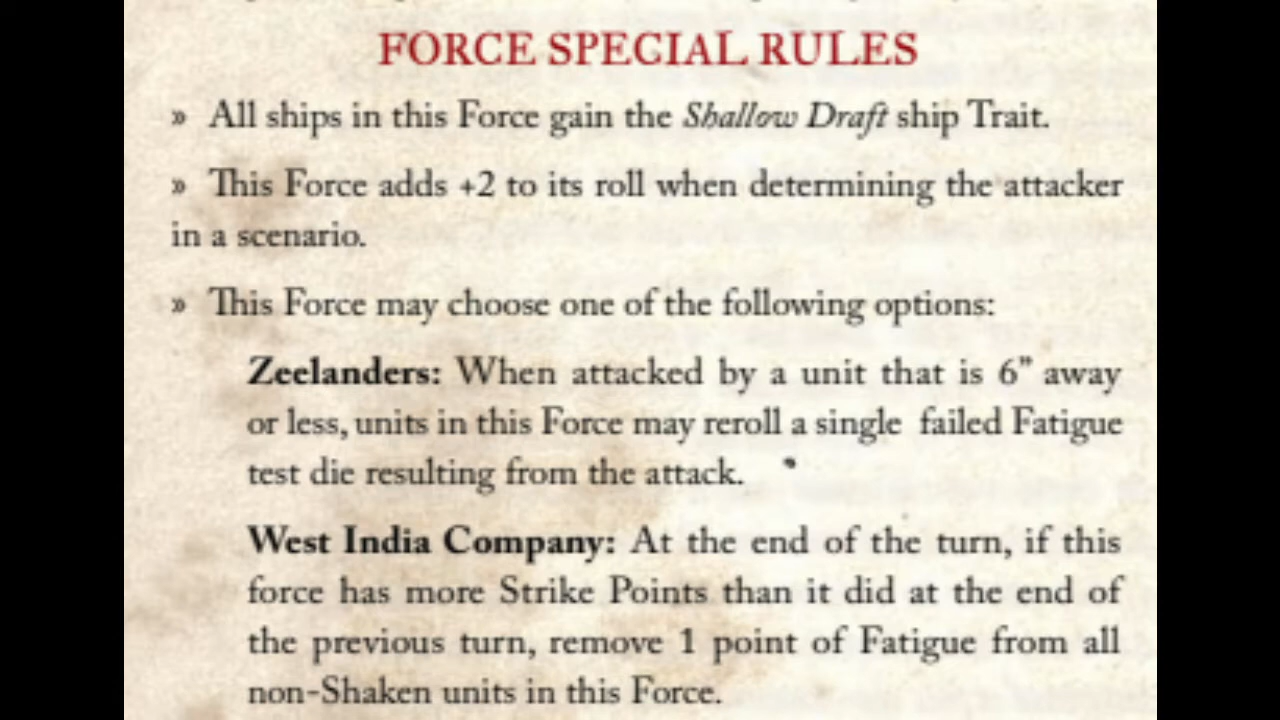 FORCE SPECIAL RULES
» All ships in this Force gain the Shallow Draft ship Trait.
» This Force adds +2 to its roll when determining the attacker
in a scenario.
» This Force may choose one of the following options:
Zeelanders: When attacked by a unit that is 6” away
or less, units in this Force may reroll a single failed Fatigue
test die resulting from the attack.
West India Company: At the end of the turn, if this
force has more Strike Points than it did at the end of
the previous turn, remove 1 point of Fatigue from all
non-Shaken units in this Force.